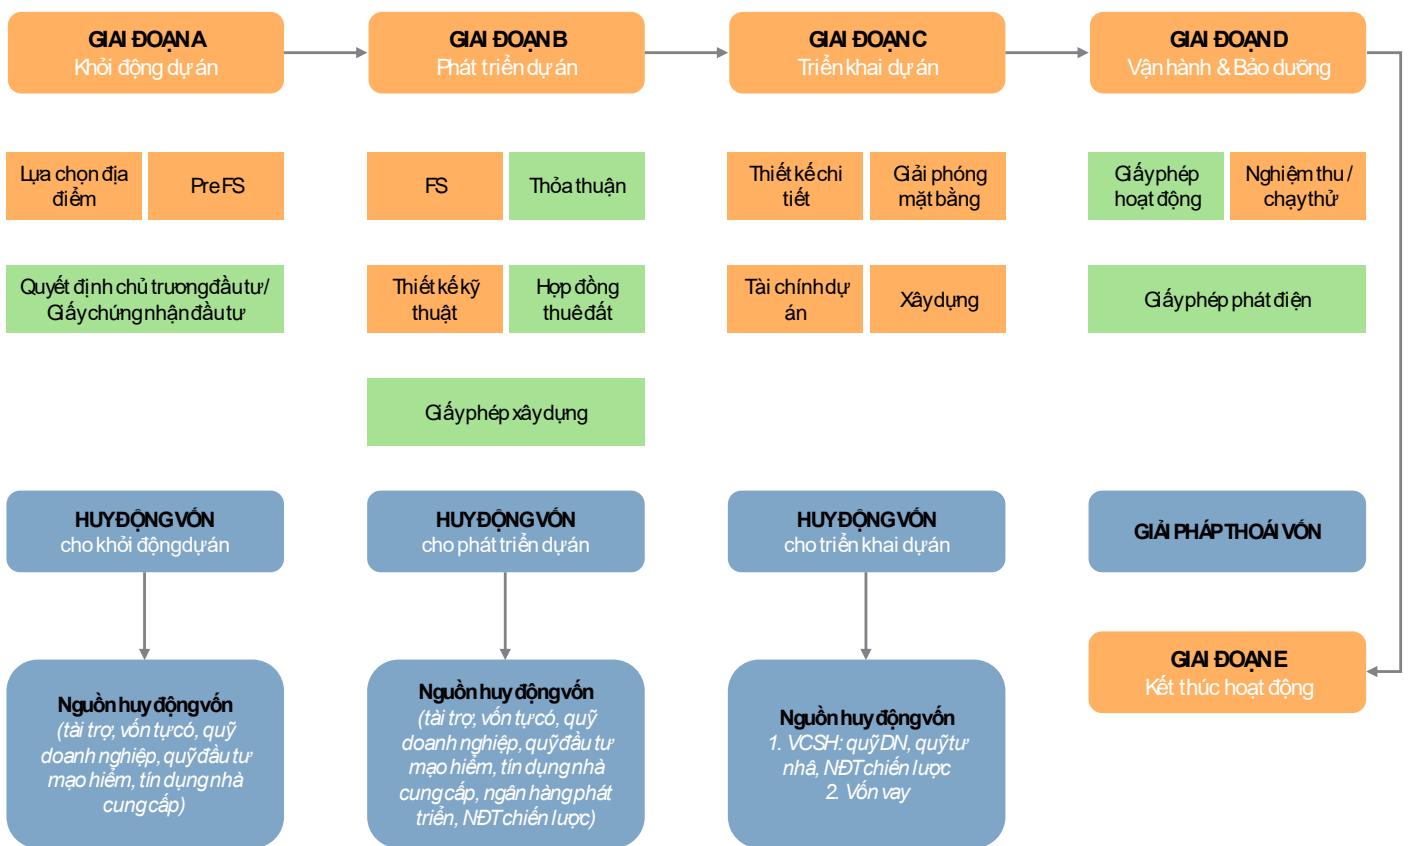 GIAI ĐOẠN A
Khỏi động dự án
GIAI ĐOẠN B
Phát triển dự án
GIAI ĐOẠN C
Triển khai dự án
GIAI ĐOẠN D
Vận hành & Bảo dưỡng
Lựa chọn địa
điểm
Pre FS
FS
Thỏa thuận
Thiết kế chi
tiết
Giải phóng
mặt bằng
Giấy phép
hoạt động
Nghiệm thu /
chạy thử
Quyết định chủ trương đầu tư/
Giấy chứng nhận đầu tư
Thiết kế kỹ
thuật
Hợp đồng
thuê đất
Tài chính dự
án
Xây dựng
Giấy phép phát điện
Giấy phép xây dựng
HUY ĐỘNG VỐN
cho khỏi động dự án
HUY ĐỘNG VỐN
cho phát triển dự án
HUY ĐỘNG VỐN
cho triển khai dự án
GIẢI PHÁP THOÁI VỐN
Nguồn huy động vốn
(tài trợ, vốn tự có, quỹ
doanh nghiệp, quỹ đầu tư
mạo hiểm, tín dụng nhà
cung cấp)
Nguồn huy động vốn
(tài trợ, vốn tự có, quỹ
doanh nghiệp, quỹ đầu tư
mạo hiểm, tín dụng nhà
cung cấp, ngân hàng phát
triển, NĐT chiến lược)
Nguồn huy động vốn
1. VCSH: quỹ DN, quỹ tư
nhâ, NĐT chiến lược
2. Vốn vay
GIAI ĐOẠN E
Kết thúc hoạt động